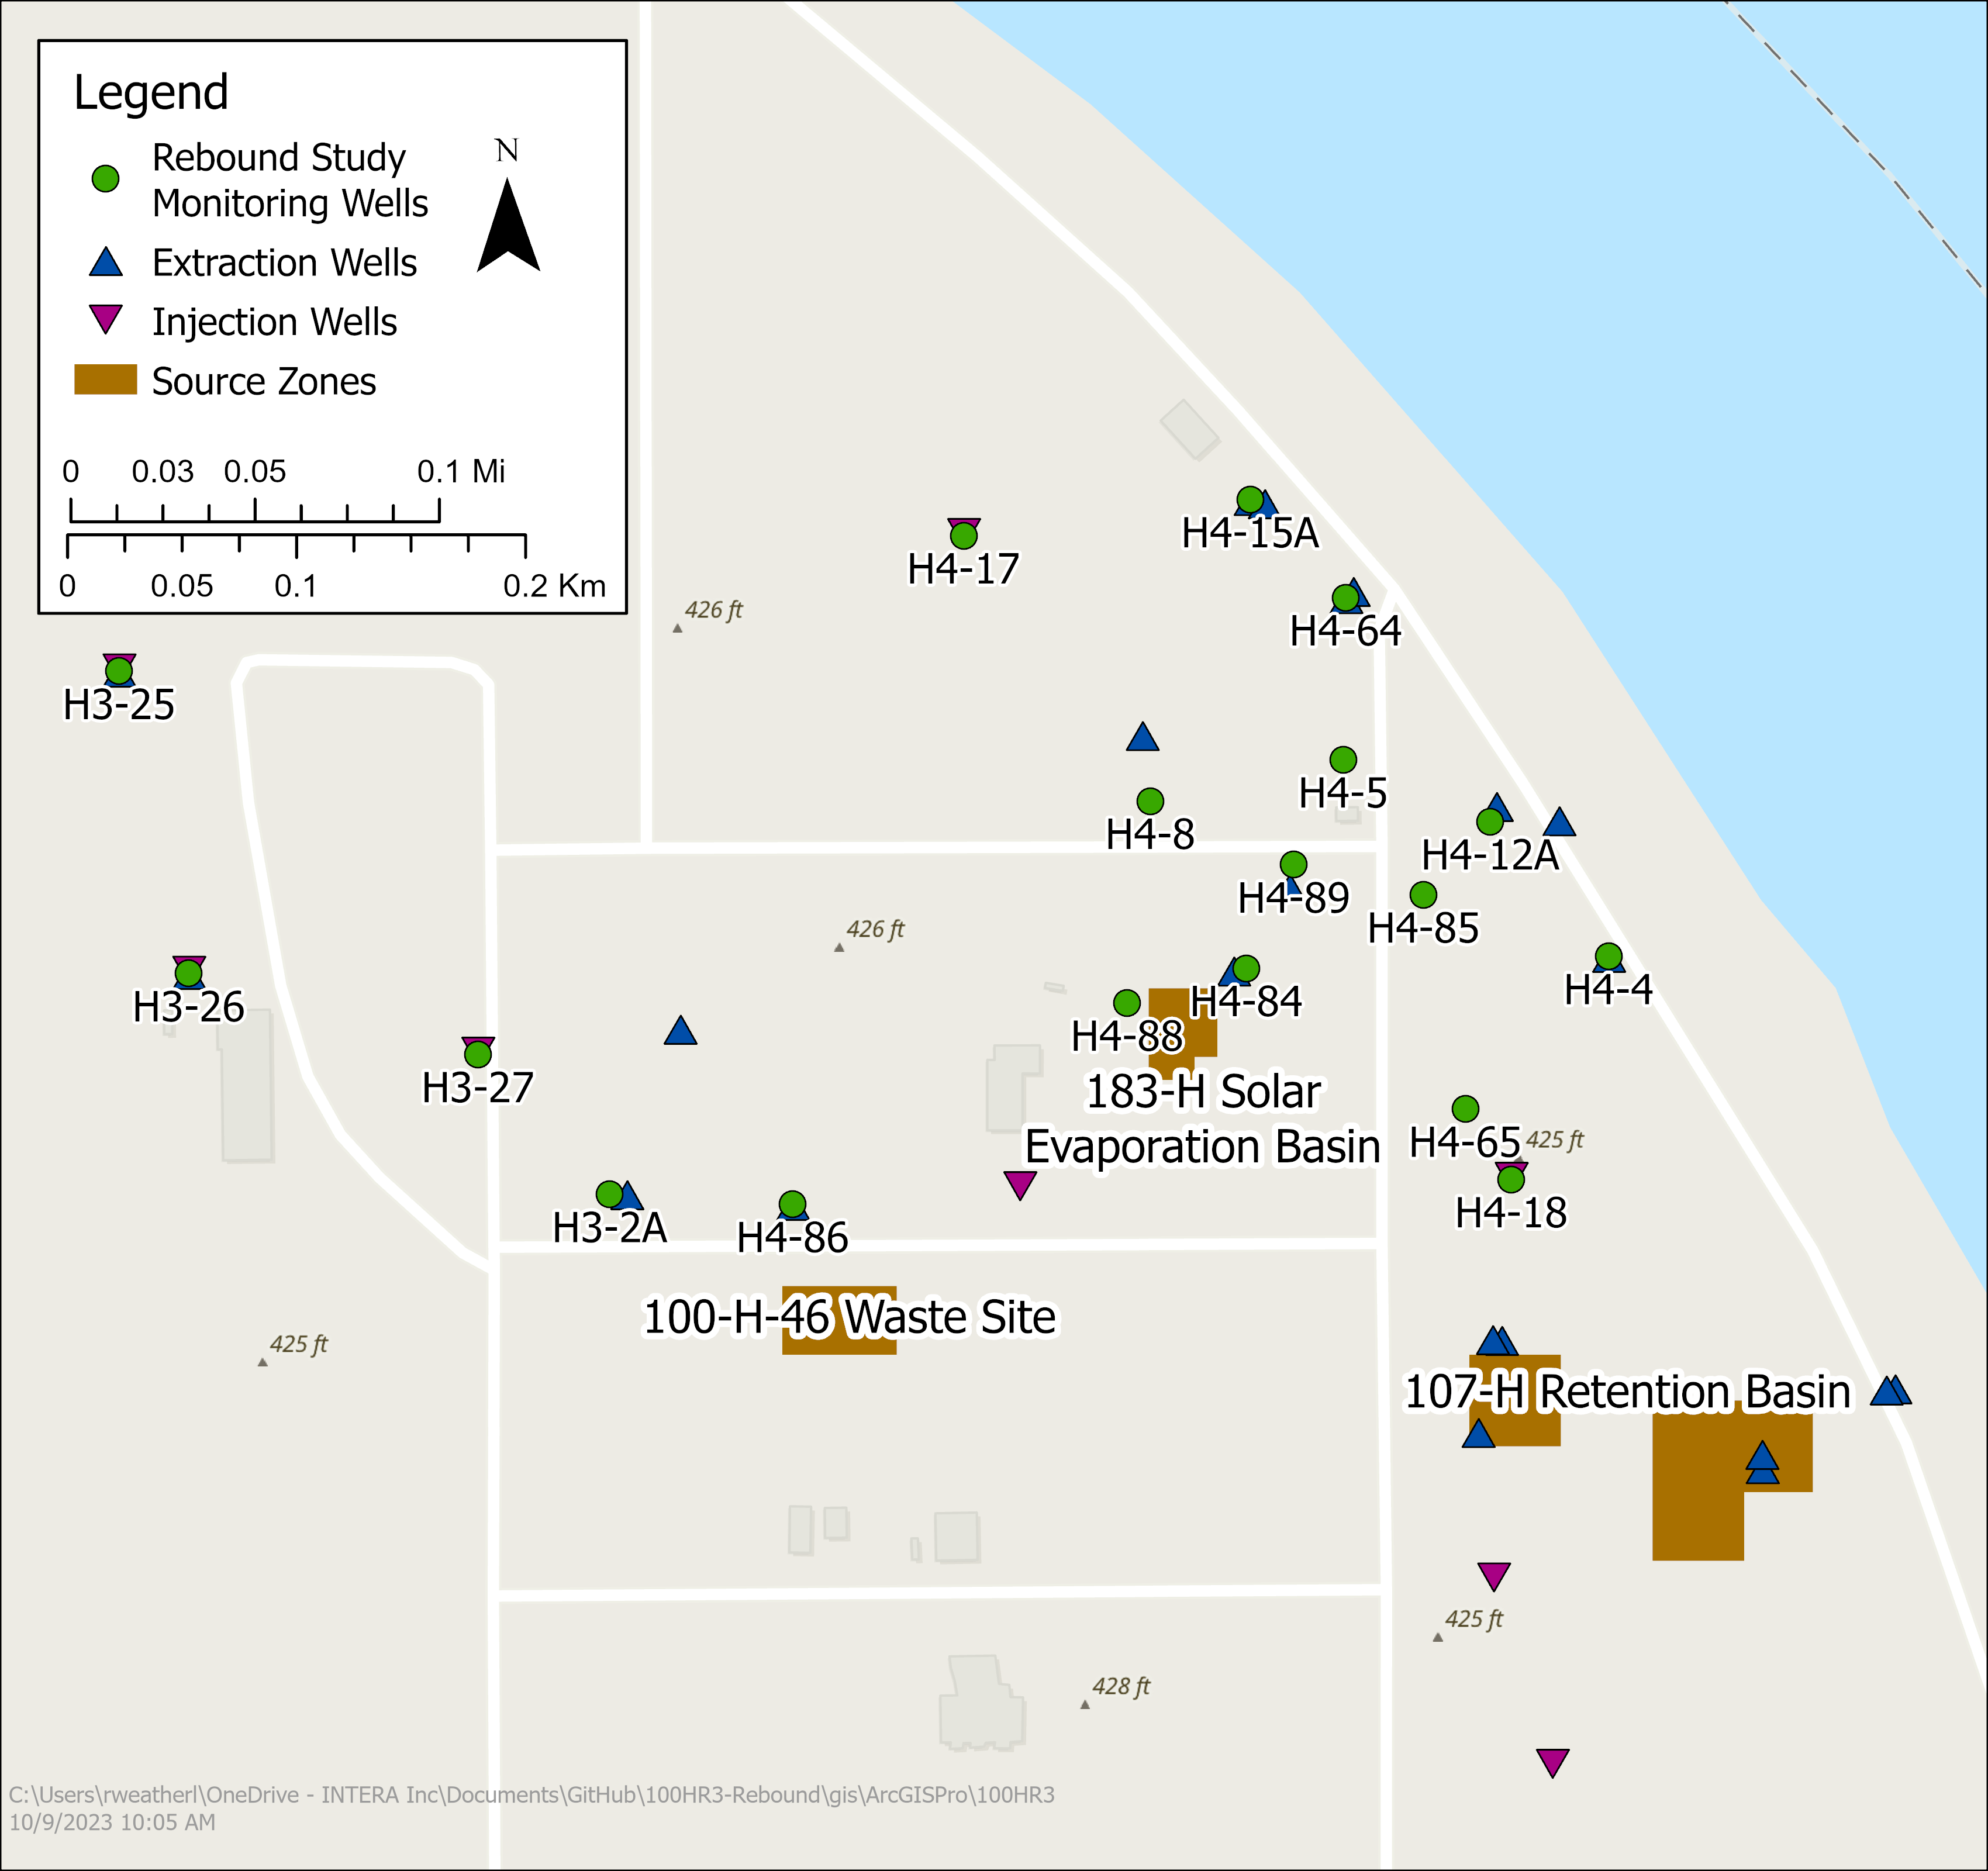 Legend
N
Rebound Study
Monitoring Wells
Extraction Wells
Injection Wells
Source Zones
0 0.03 0.05 0.1 Mi
0 0.05 0.1 0.2 Km
H4-15A
H4-17
426 ft
H4-64
H3-25
H4-5
H4-8
H4-12A
H4-89
H4-85
426 ft
H4-4
H4-84
H3-26
H4-88
H3-27
183-H Solar
Evaporation Basin
H4-65
425 ft
H4-18
H3-2A
H4-86
100-H-46 Waste Site
425 ft
107-H Retention Basin
425 ft
428 ft
C:\Users\rweatherl\OneDrive - INTERA Inc\Documents\GitHub\100HR3-Rebound\gis\ArcGISPro\100HR3
10/9/2023 10:05 AM